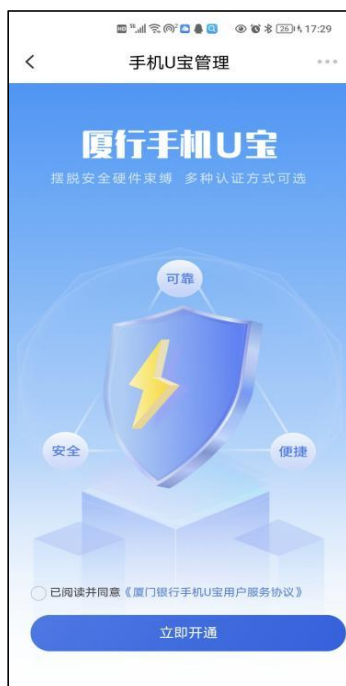 HD 5G 26 17:29
手机U宝管理
厦行手机U宝
摆脱安全硬件束缚 多种认证方式可选
可靠
安全 便捷
已阅读并同意《厦门银行手机U宝用户服务协议》
立即开通